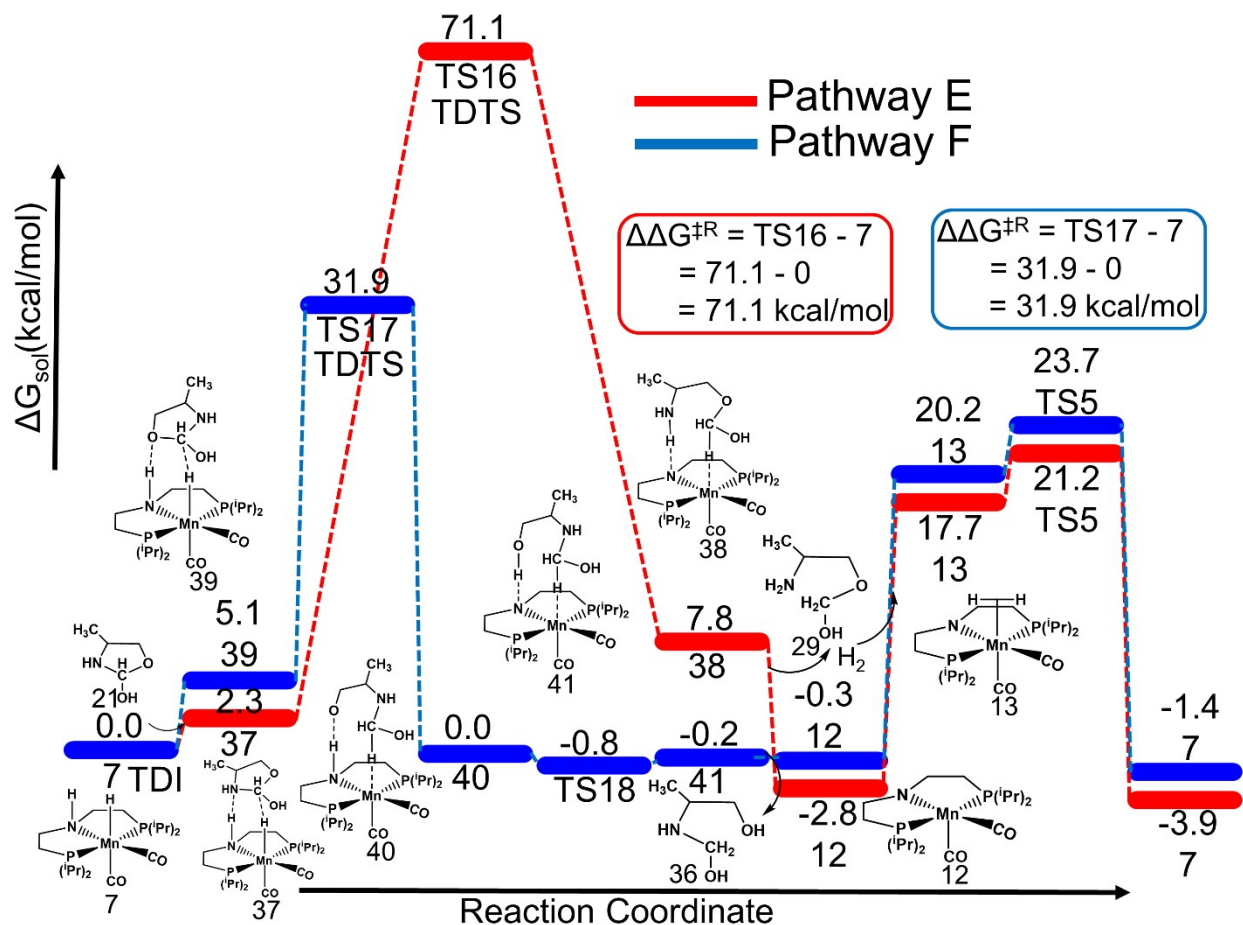 71.1
TS16
TDTS
Pathway E
Pathway F
ΔG_sol(kcal/mol)
ΔΔG‡R = TS16 - 7
= 71.1 - 0
= 71.1 kcal/mol
ΔΔG‡R = TS17 - 7
= 31.9 - 0
= 31.9 kcal/mol
31.9
TS17
TDTS
23.7
TS5
20.2
13
21.2
TS5
17.7
13
CH₃
NH
H
C
O
OH
H
H
N
P(ⁱPr)₂
P
(ⁱPr)₂
Mn
CO
CO
39
H₃C
O
NH
H
C
H
OH
H
N
P(ⁱPr)₂
P
(ⁱPr)₂
Mn
CO
CO
38
CH₃
NH
O
C
H
OH
H
H
N
P(ⁱPr)₂
P
(ⁱPr)₂
Mn
CO
CO
41
5.1
39
2.3
37
H₃C
HN
H
C
O
OH
21
0.0
7
TDI
7.8
38
H₃C
H₂N
O
H₂C
OH
29
H₂
H
H
N
P(ⁱPr)₂
P
(ⁱPr)₂
Mn
CO
CO
13
-0.3
12
-2.8
12
CH₃
NH
O
C
H
OH
H
H
N
P(ⁱPr)₂
P
(ⁱPr)₂
Mn
CO
CO
40
0.0
40
-0.8
TS18
-0.2
41
-1.4
7
-3.9
7
H
H
N
P(ⁱPr)₂
P
(ⁱPr)₂
Mn
CO
CO
7
H₃C
O
HN
H
C
OH
H
H
N
P(ⁱPr)₂
P
(ⁱPr)₂
Mn
CO
CO
37
H₃C
HN
OH
CH₂
OH
36
N
P(ⁱPr)₂
P
(ⁱPr)₂
Mn
CO
CO
12
Reaction Coordinate